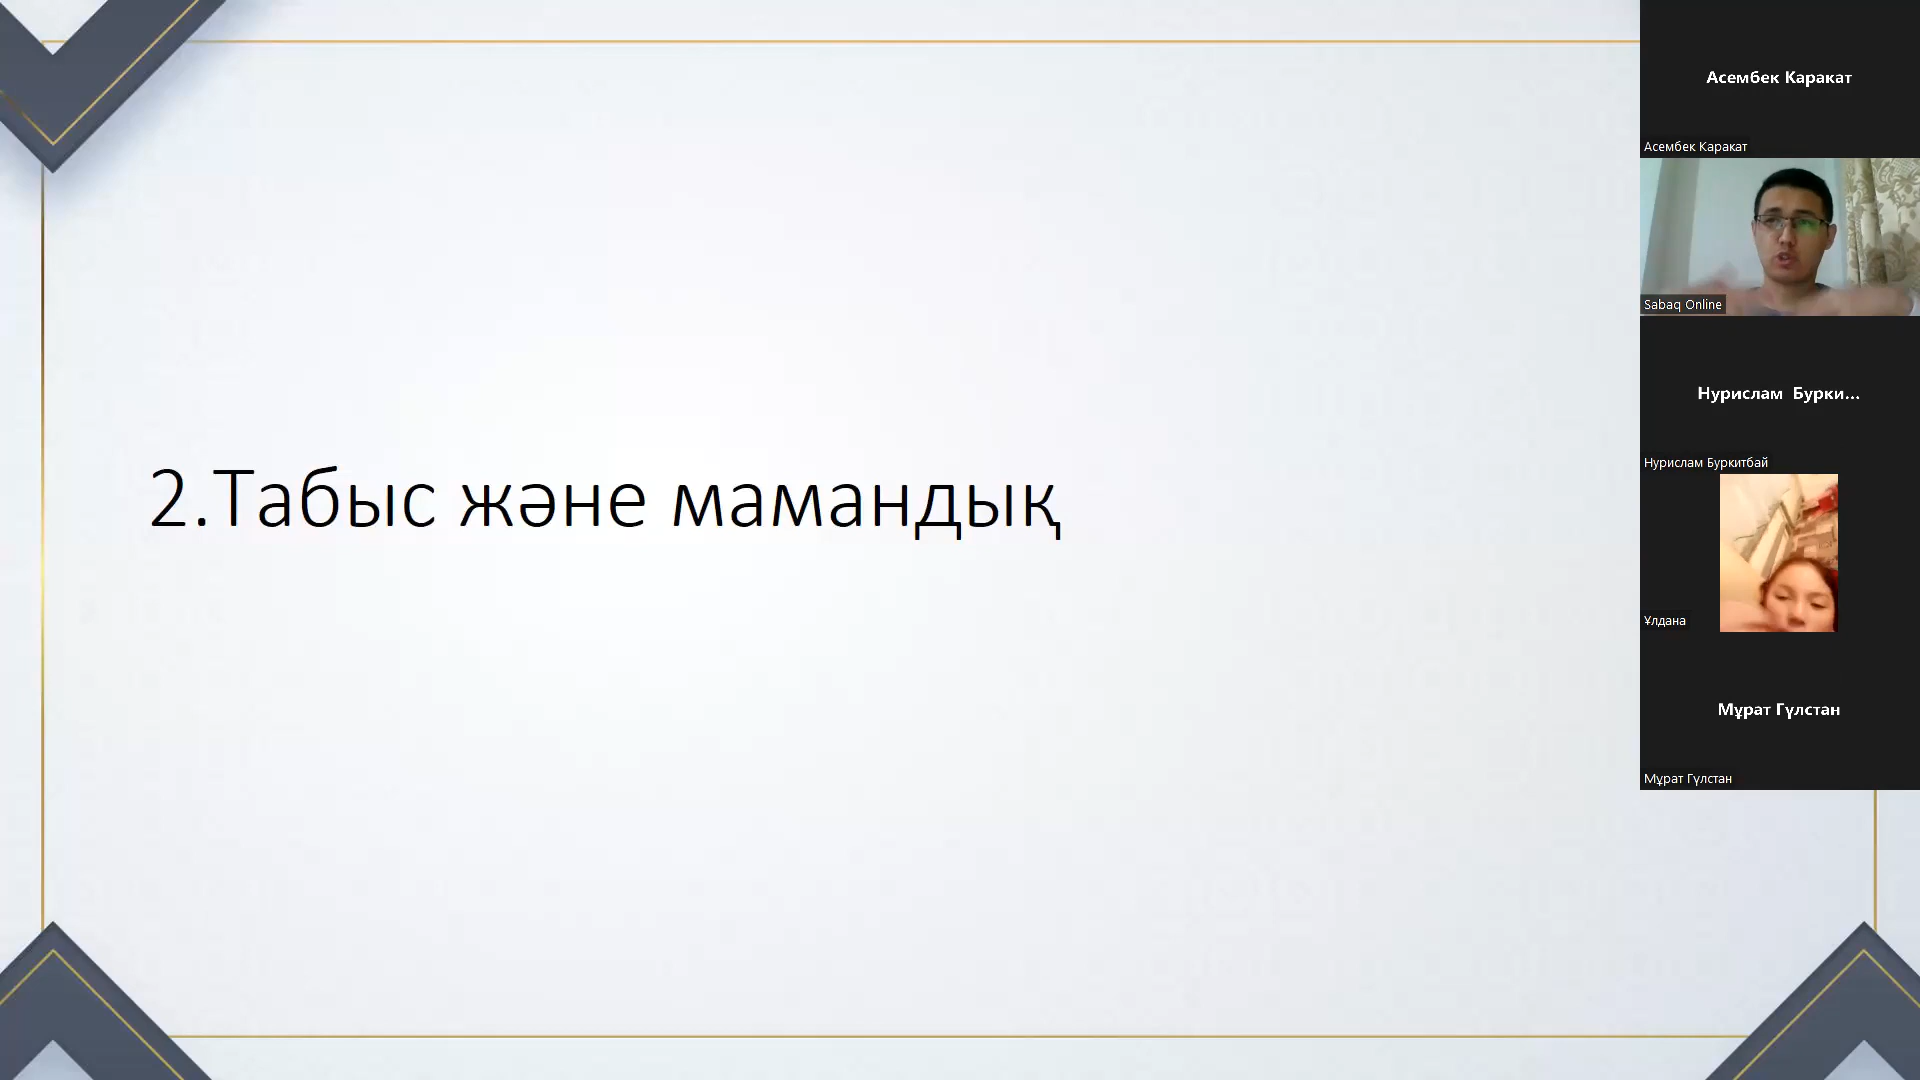 2.Табыс және мамандық
Асембек Каракат
Асембек Каракат
Sabaq Online
Нурислам Бурки...
Нурислам Буркитбай
Ұлдана
Мұрат Гүлстан
Мұрат Гүлстан